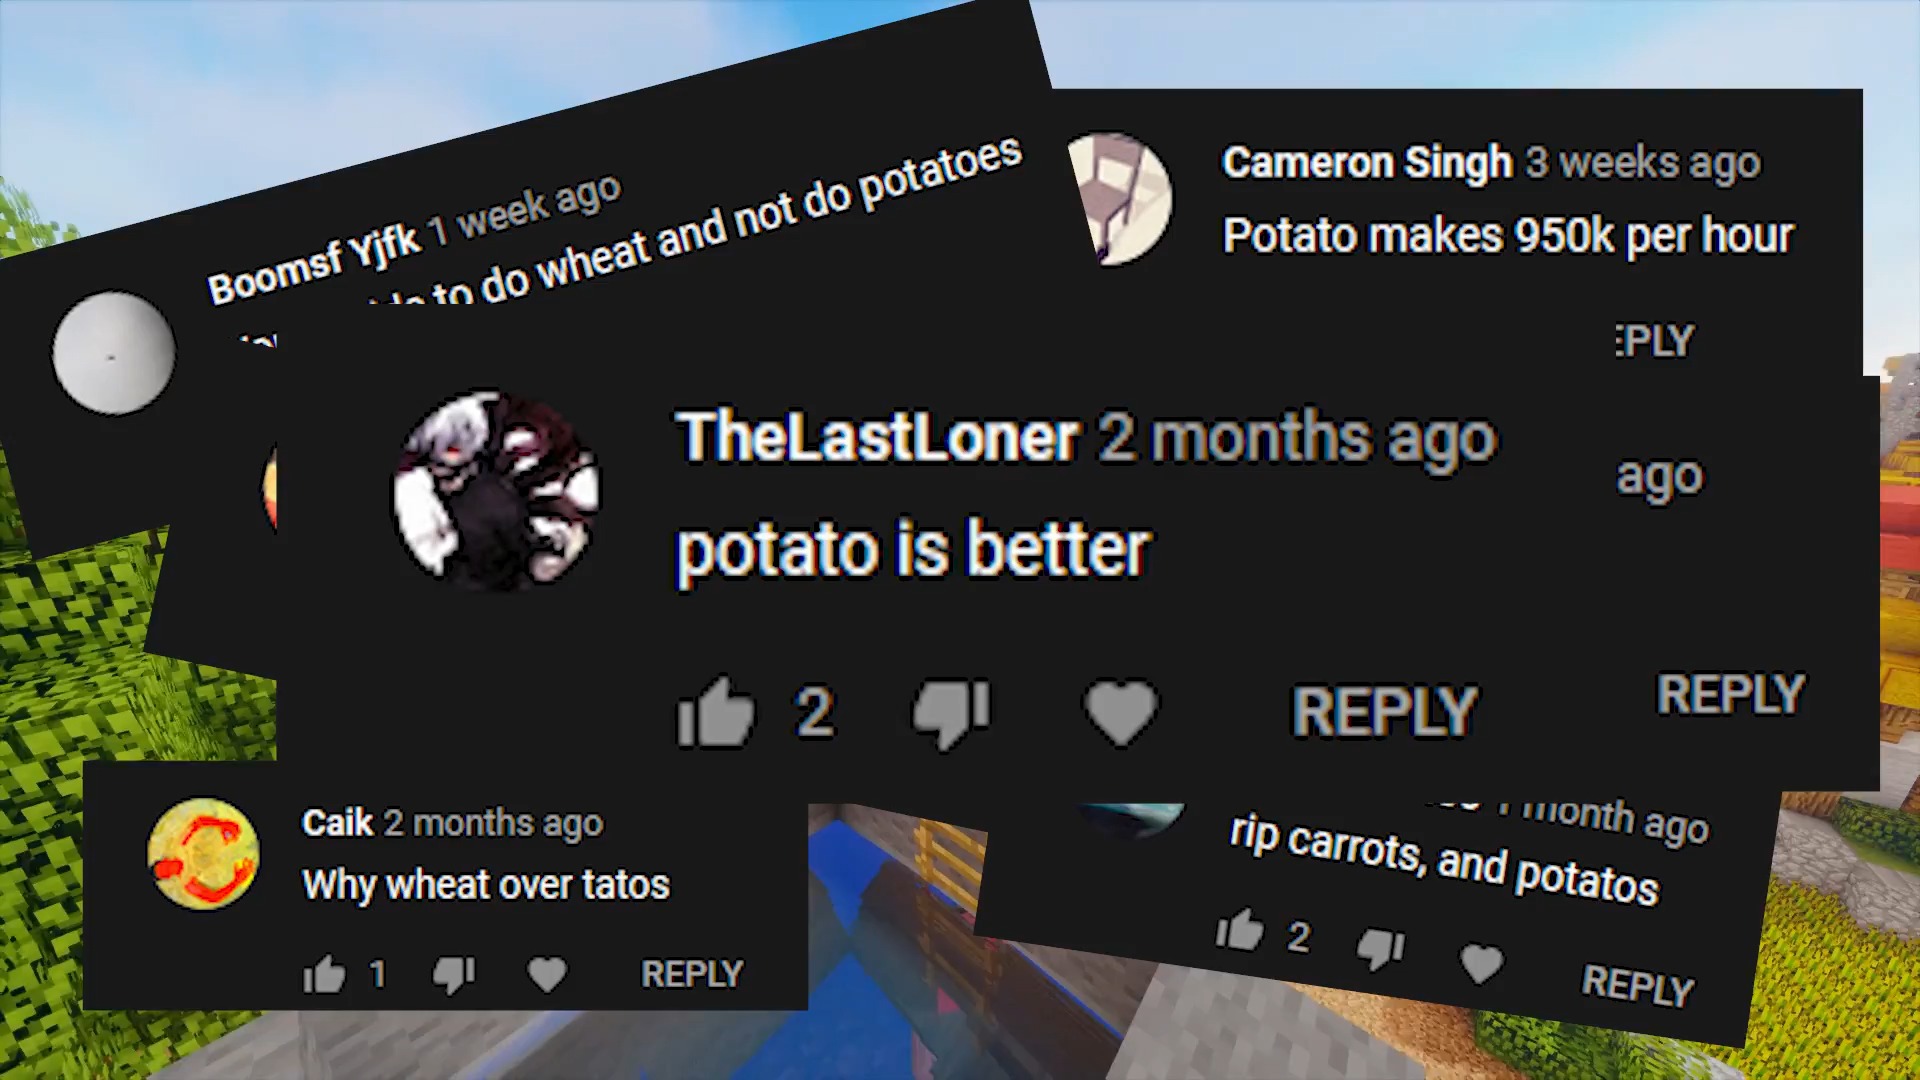 Boomsf Yjfk 1 week ago
to do wheat and not do potatoes
Cameron Singh 3 weeks ago
Potato makes 950k per hour
TheLastLoner 2 months ago
ago
potato is better
2
REPLY
REPLY
Caik 2 months ago
Why wheat over tatos
1
REPLY
month ago
rip carrots, and potatos
2
REPLY